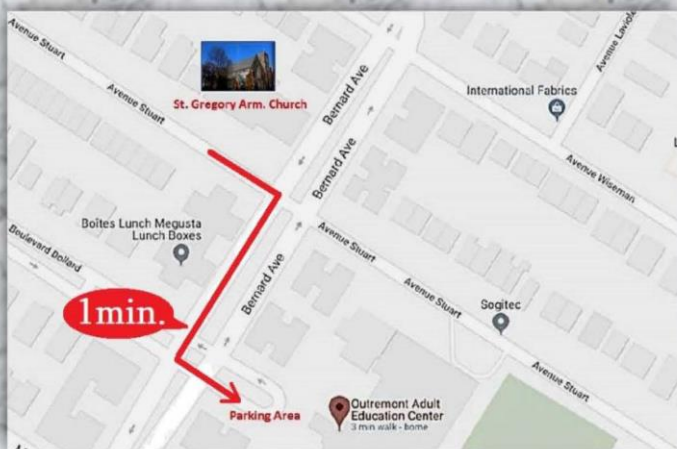 Avenue Stuart
Avenue Stuart
St. Gregory Arm. Church
Bernard Ave
Bernard Ave
International Fabrics
Avenue Wiseman
Boîtes Lunch Megusta
Lunch Boxes
Boulevard Dollard
Bernard Ave
Avenue Stuart
Avenue Stuart
Sogitec
Avenue Stuart
1min.
Parking Area
Outremont Adult
Education Center
3 min walk - home